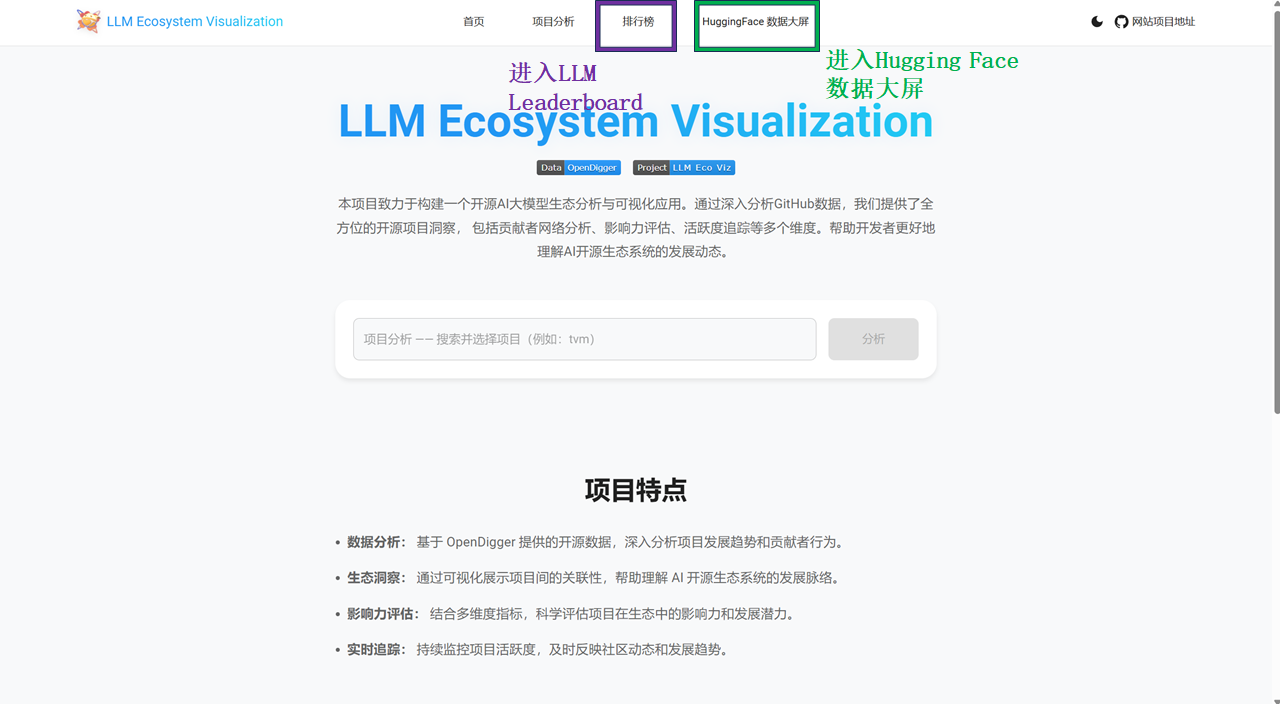 LLM Ecosystem Visualization
首页
项目分析
排行榜
HuggingFace 数据大屏
网站项目地址
进入LLM
Leaderboard
进入Hugging Face
数据大屏
LLM Ecosystem Visualization
Data OpenDigger
Project LLM Eco Viz
本项目致力于构建一个开源AI大模型生态分析与可视化应用。通过深入分析GitHub数据，我们提供了全
方位的开源项目洞察， 包括贡献者网络分析、影响力评估、活跃度追踪等多个维度。帮助开发者更好地
理解AI开源生态系统的发展动态。
项目分析 —— 搜索并选择项目（例如：tvm）
分析
项目特点
• 数据分析： 基于 OpenDigger 提供的开源数据，深入分析项目发展趋势和贡献者行为。
• 生态洞察： 通过可视化展示项目间的关联性，帮助理解 AI 开源生态系统的发展脉络。
• 影响力评估： 结合多维度指标，科学评估项目在生态中的影响力和发展潜力。
• 实时追踪： 持续监控项目活跃度，及时反映社区动态和发展趋势。